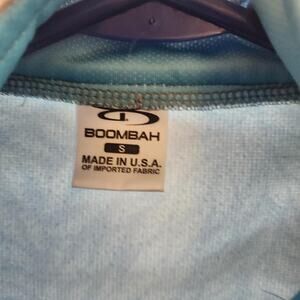 BOOMBAH
S
MADE IN U.S.A.
OF IMPORTED FABRIC